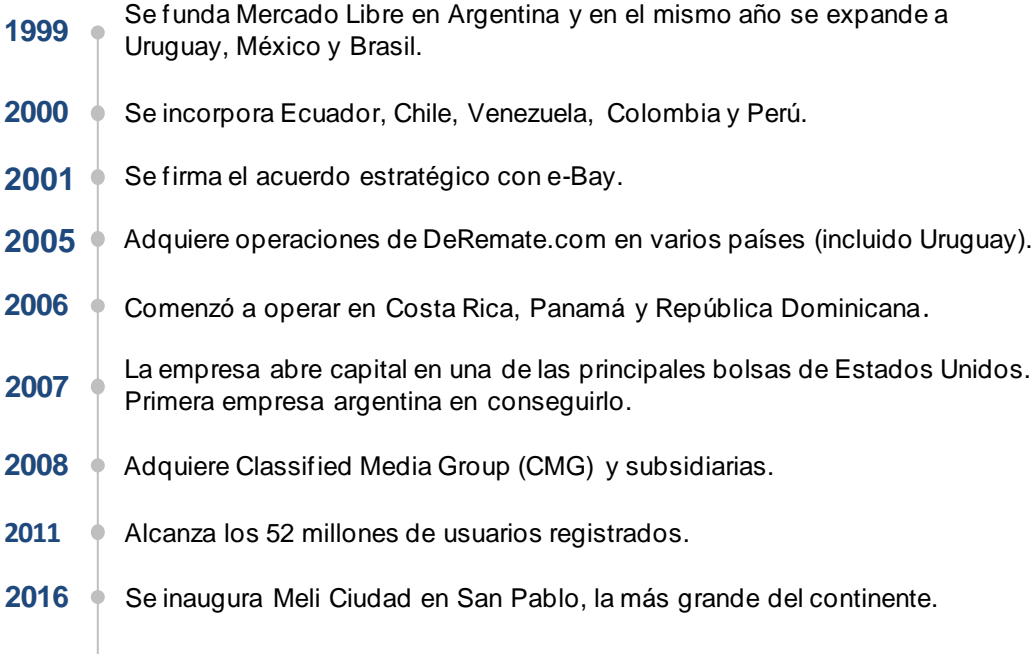 1999
Se funda Mercado Libre en Argentina y en el mismo año se expande a
Uruguay, México y Brasil.
2000
Se incorpora Ecuador, Chile, Venezuela, Colombia y Perú.
2001
Se firma el acuerdo estratégico con e-Bay.
2005
Adquiere operaciones de DeRemate.com en varios países (incluido Uruguay).
2006
Comenzó a operar en Costa Rica, Panamá y República Dominicana.
2007
La empresa abre capital en una de las principales bolsas de Estados Unidos.
Primera empresa argentina en conseguirlo.
2008
Adquiere Classified Media Group (CMG) y subsidiarias.
2011
Alcanza los 52 millones de usuarios registrados.
2016
Se inaugura Meli Ciudad en San Pablo, la más grande del continente.